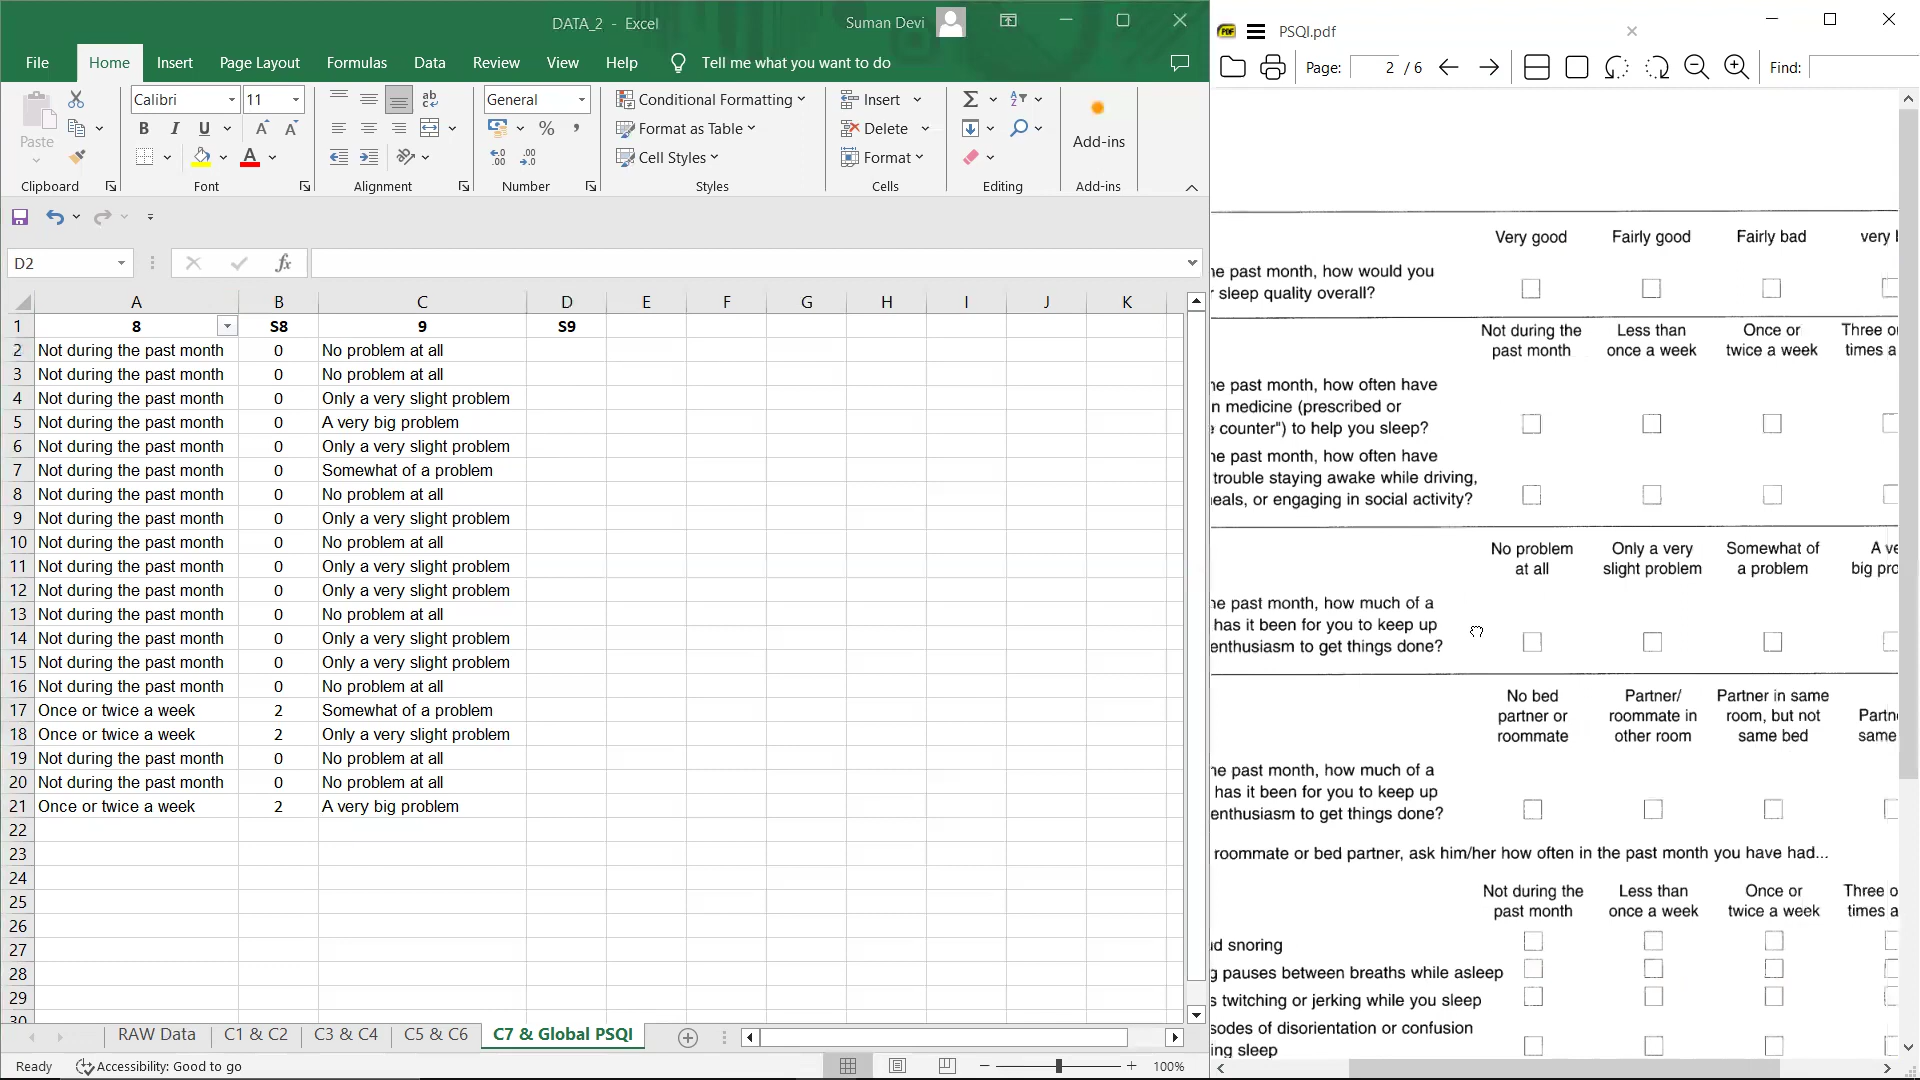 DATA_2 - Excel
Suman Devi
File Home Insert Page Layout Formulas Data Review View Help Tell me what you want to do
Calibri 11 General Conditional Formatting Insert
Paste B I U % , Format as Table Delete Add-ins
Cell Styles Format
Clipboard Font Alignment Number Styles Cells Editing Add-ins
D2 fx
A B C D E F G H I J K
1 8 S8 9 S9
2 Not during the past month 0 No problem at all
3 Not during the past month 0 No problem at all
4 Not during the past month 0 Only a very slight problem
5 Not during the past month 0 A very big problem
6 Not during the past month 0 Only a very slight problem
7 Not during the past month 0 Somewhat of a problem
8 Not during the past month 0 No problem at all
9 Not during the past month 0 Only a very slight problem
10 Not during the past month 0 No problem at all
11 Not during the past month 0 Only a very slight problem
12 Not during the past month 0 Only a very slight problem
13 Not during the past month 0 No problem at all
14 Not during the past month 0 Only a very slight problem
15 Not during the past month 0 Only a very slight problem
16 Not during the past month 0 No problem at all
17 Once or twice a week 2 Somewhat of a problem
18 Once or twice a week 2 Only a very slight problem
19 Not during the past month 0 No problem at all
20 Not during the past month 0 No problem at all
21 Once or twice a week 2 A very big problem
22
23
24
25
26
27
28
29
30
RAW Data C1 & C2 C3 & C4 C5 & C6 C7 & Global PSQI
Ready Accessibility: Good to go 100%
PDF PSQI.pdf
Page: 2 / 6 Find:
Very good Fairly good Fairly bad very
he past month, how would you
sleep quality overall?
Not during the Less than Once or Three o
past month once a week twice a week times a
he past month, how often have
n medicine (prescribed or
counter") to help you sleep?
he past month, how often have
trouble staying awake while driving,
eals, or engaging in social activity?
No problem Only a very Somewhat of A ve
at all slight problem a problem big pro
he past month, how much of a
has it been for you to keep up
enthusiasm to get things done?
No bed Partner/ Partner in same
partner or roommate in room, but not Partn
roommate other room same bed same
he past month, how much of a
has it been for you to keep up
enthusiasm to get things done?
roommate or bed partner, ask him/her how often in the past month you have had...
Not during the Less than Once or Three o
past month once a week twice a week times a
ud snoring
g pauses between breaths while asleep
s twitching or jerking while you sleep
sodes of disorientation or confusion
ing sleep